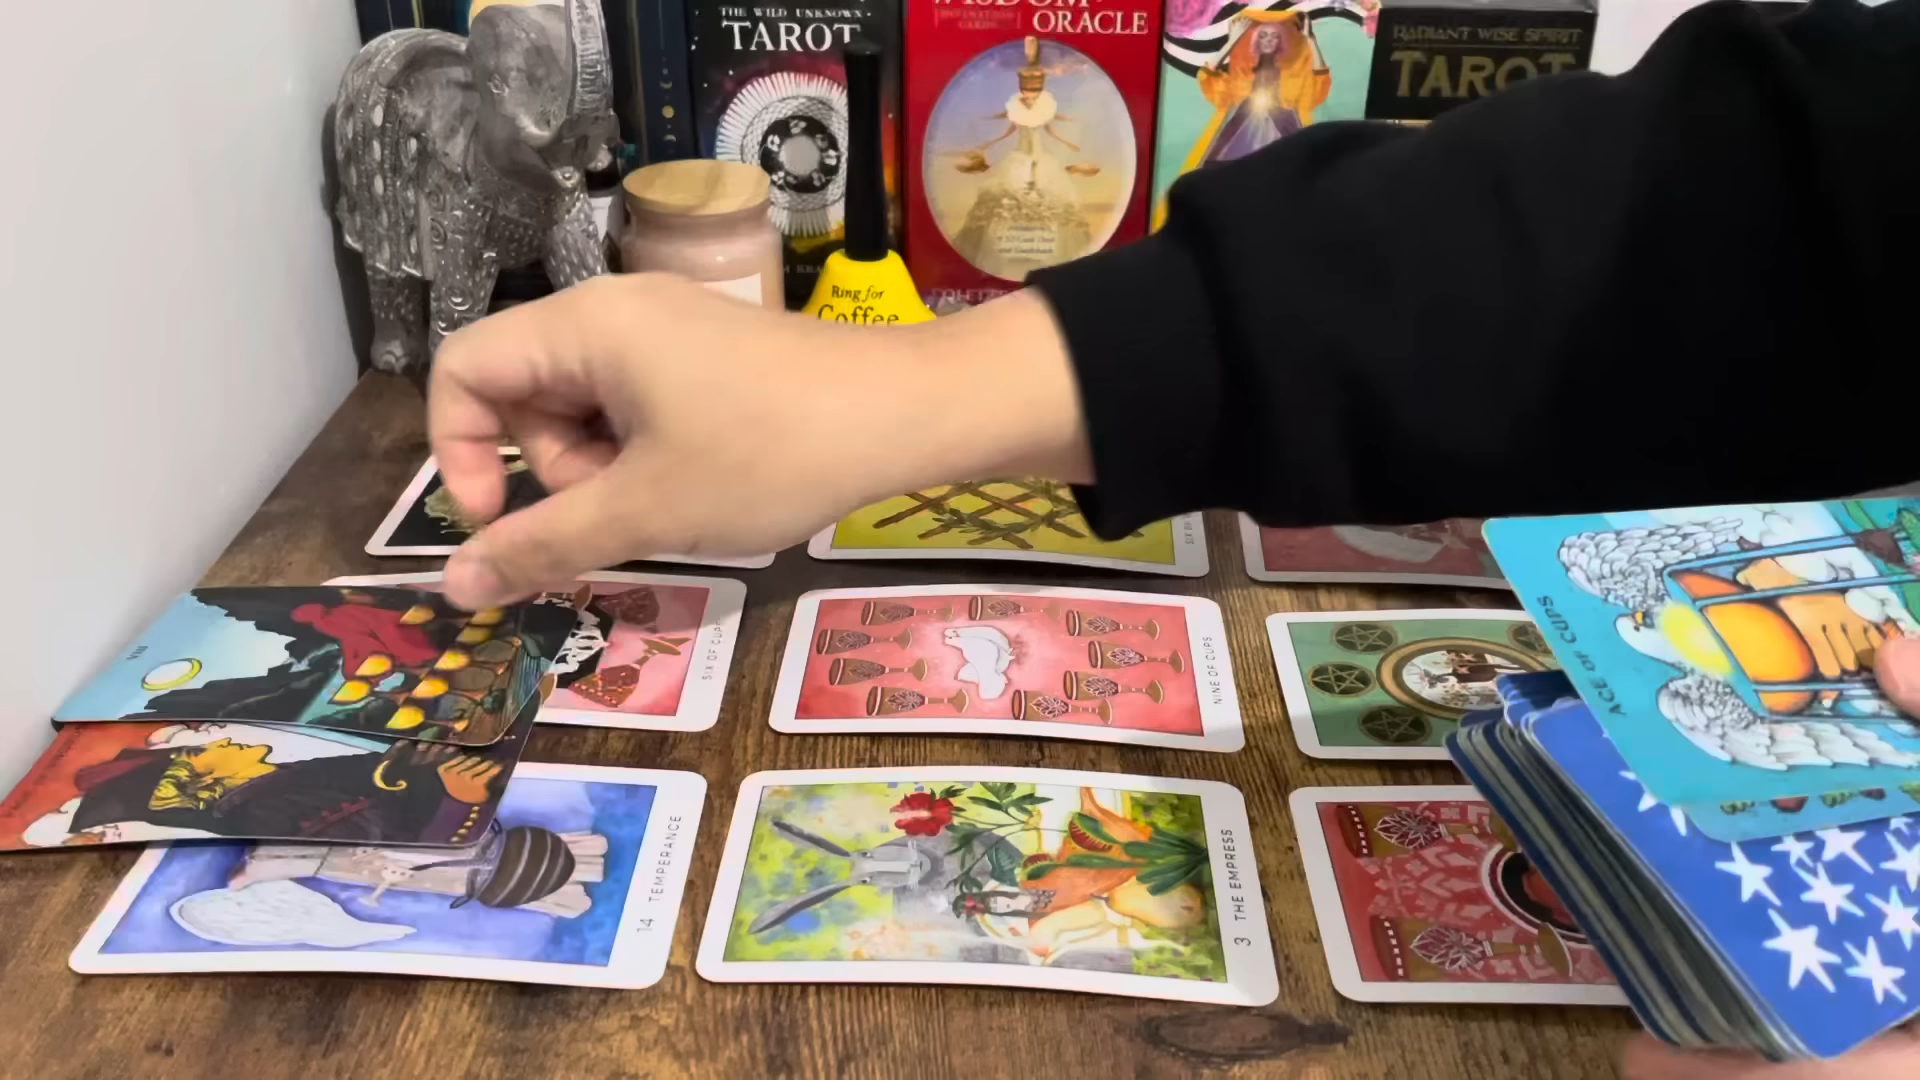 THE WILD UNKNOWN
TAROT
WISDOM
ORACLE
RADIANT WISE SPIRIT
TAROT
Ring for
Coffee
SIX OF CUPS
NINE OF CUPS
ACE OF CUPS
14 TEMPERANCE
3 THE EMPRESS